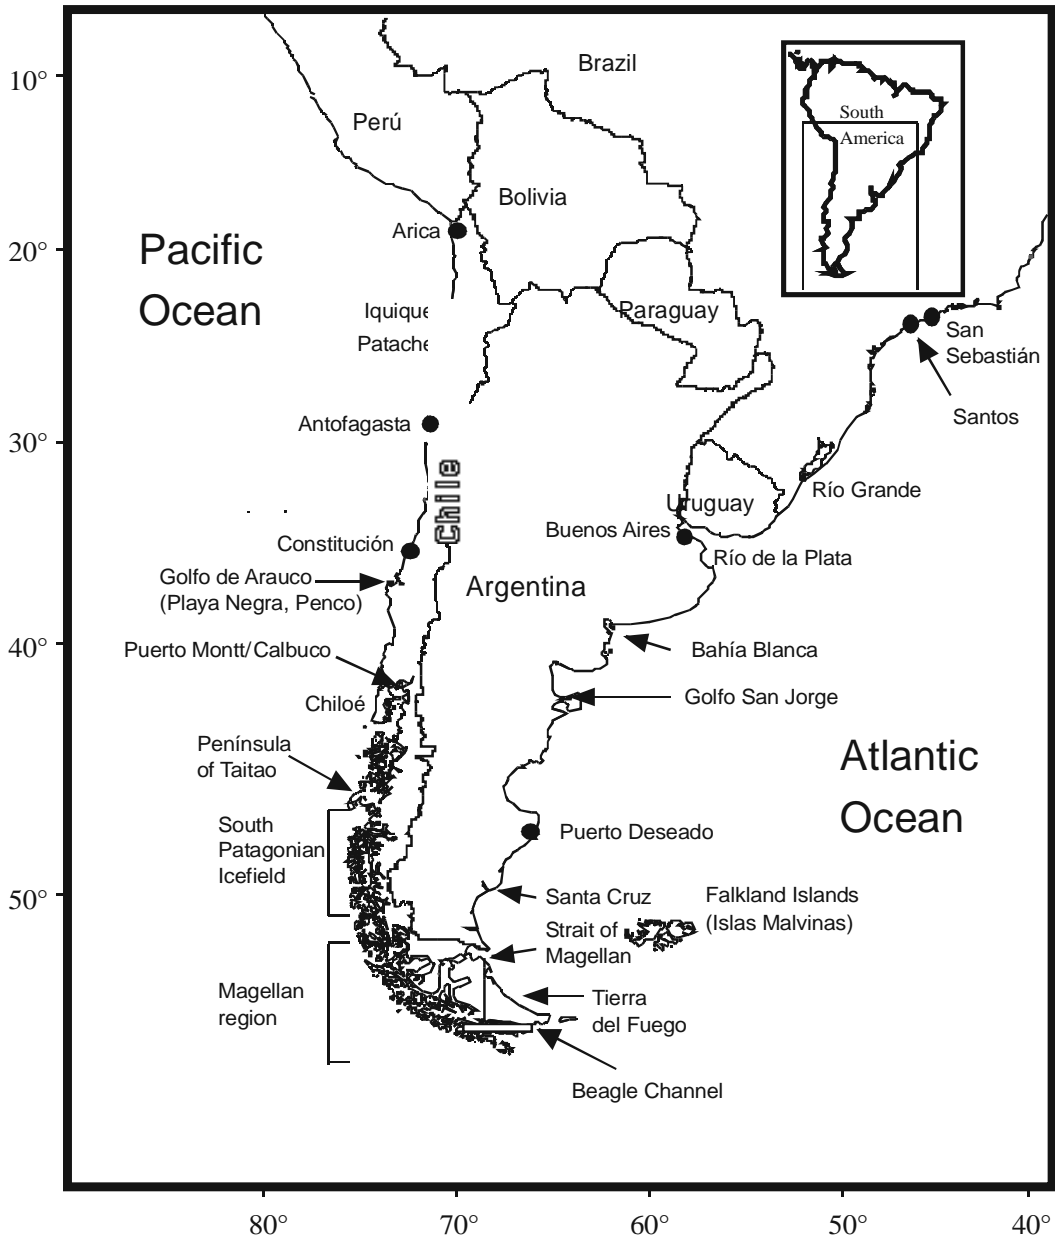 Brazil
10°
South
America
Perú
Bolivia
Arica
20°
Pacific
Ocean
Iquique
Patache
Paraguay
San
Sebastián
Santos
Antofagasta
30°
Chile
Río Grande
Uruguay
Buenos Aires
Río de la Plata
Constitución
Golfo de Arauco
(Playa Negra, Penco)
Argentina
40°
Puerto Montt/Calbuco
Bahía Blanca
Chiloé
Golfo San Jorge
Península
of Taitao
Atlantic
Ocean
South
Patagonian
Icefield
Puerto Deseado
50°
Santa Cruz
Falkland Islands
(Islas Malvinas)
Strait of
Magellan
Magellan
region
Tierra
del Fuego
Beagle Channel
80°
70°
60°
50°
40°